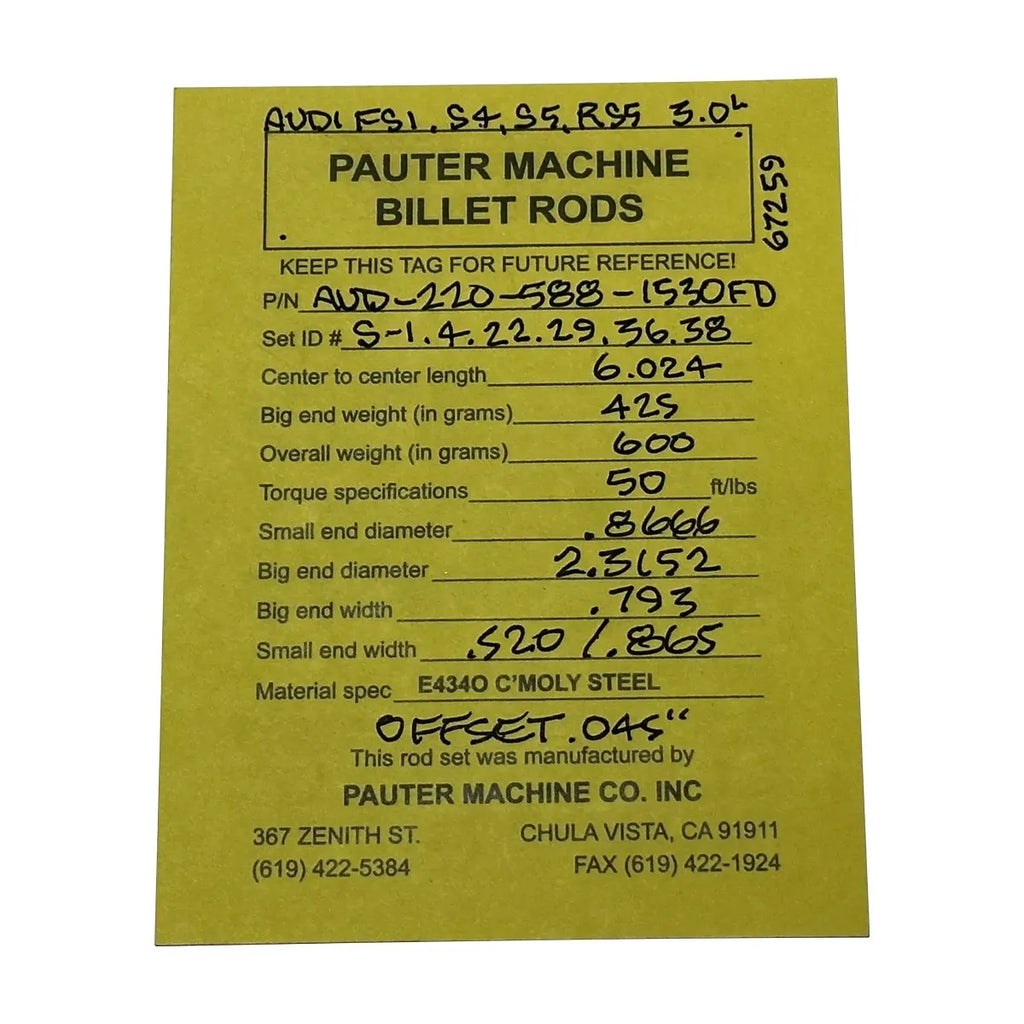 AUDI FSI. S4, S5, RS5 3.0L
PAUTER MACHINE
BILLET RODS
67259
KEEP THIS TAG FOR FUTURE REFERENCE!
P/N AUD-220-588-1530FD
Set ID # S-1.4.22.29.36.38
Center to center length 6.024
Big end weight (in grams) 425
Overall weight (in grams) 600
Torque specifications 50 ft/lbs
Small end diameter .8666
Big end diameter 2.3152
Big end width .793
Small end width .520/.865
Material spec E4340 C'MOLY STEEL
OFFSET .045"
This rod set was manufactured by
PAUTER MACHINE CO. INC
367 ZENITH ST. CHULA VISTA, CA 91911
(619) 422-5384 FAX (619) 422-1924